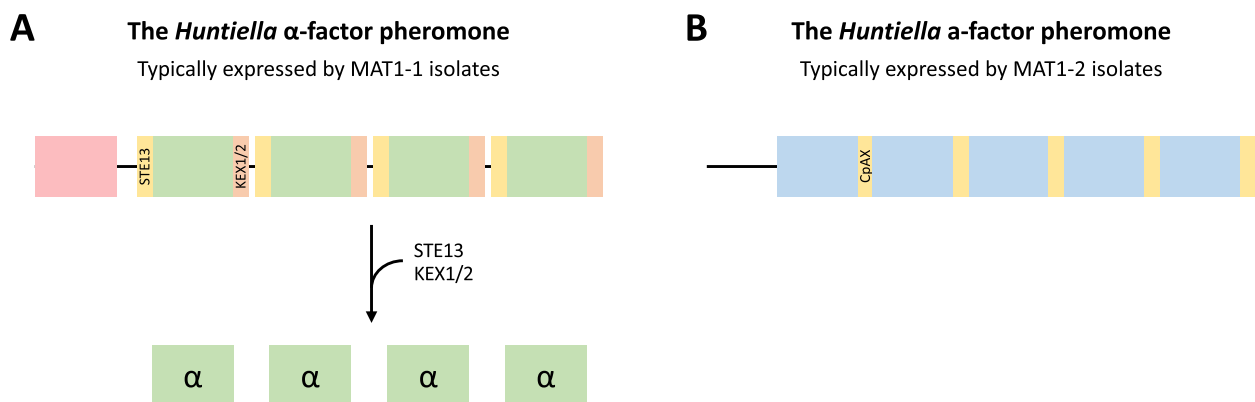 A
The Huntiella α-factor pheromone
Typically expressed by MAT1-1 isolates
STE13
KEX1/2
STE13
KEX1/2
α
α
α
α
B
The Huntiella a-factor pheromone
Typically expressed by MAT1-2 isolates
CpAX